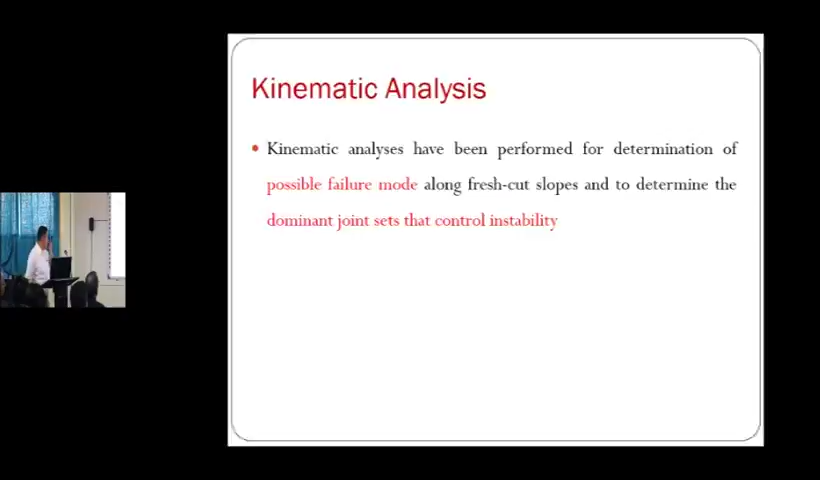 Kinematic Analysis
• Kinematic analyses have been performed for determination of
possible failure mode along fresh-cut slopes and to determine the
dominant joint sets that control instability